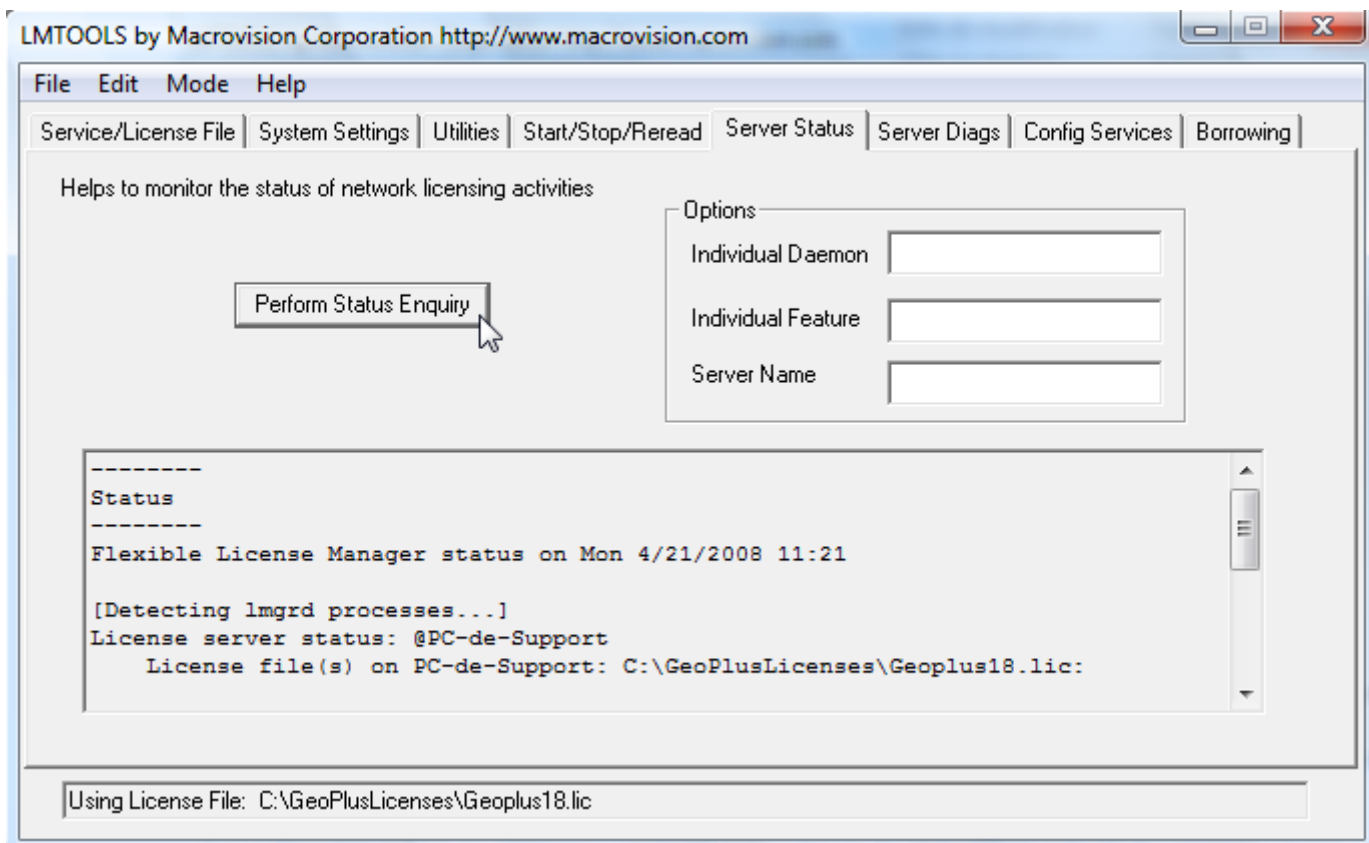 LMTOOLS by Macrovision Corporation http://www.macrovision.com
File Edit Mode Help
Service/License File System Settings Utilities Start/Stop/Reread Server Status Server Diags Config Services Borrowing
Helps to monitor the status of network licensing activities
Options
Individual Daemon
Perform Status Enquiry
Individual Feature
Server Name
--------
Status
--------
Flexible License Manager status on Mon 4/21/2008 11:21
[Detecting lmgrd processes...]
License server status: @PC-de-Support
License file(s) on PC-de-Support: C:\GeoPlusLicenses\Geoplus18.lic:
Using License File: C:\GeoPlusLicenses\Geoplus18.lic